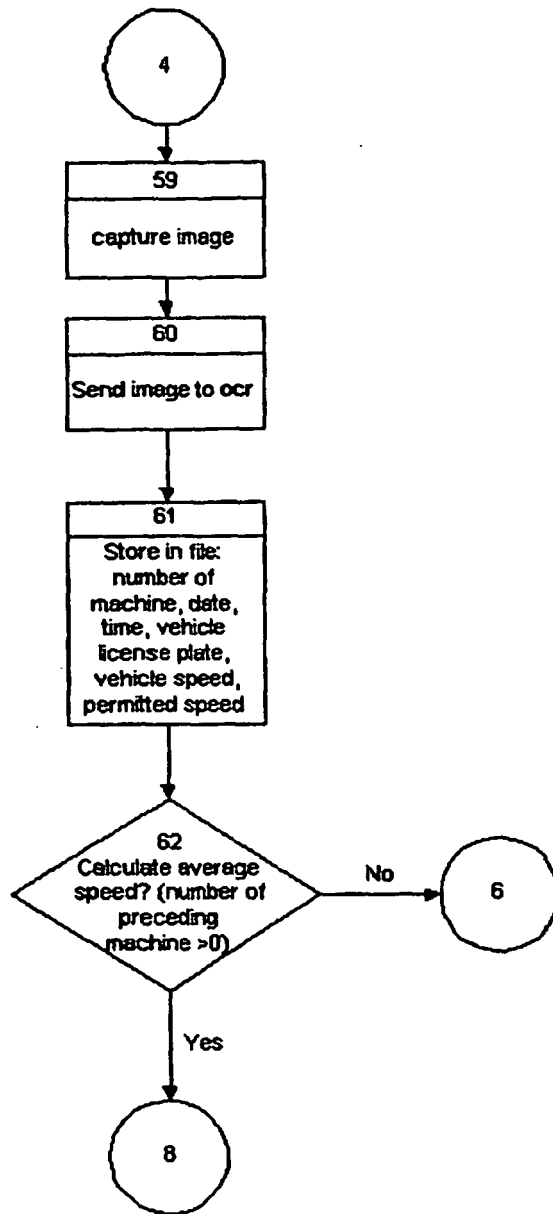 4
59
capture image
60
Send image to ocr
61
Store in file:
number of
machine, date,
time, vehicle
license plate,
vehicle speed,
permitted speed
62
Calculate average
speed? (number of
preceding
machine >0)
No
6
Yes
8